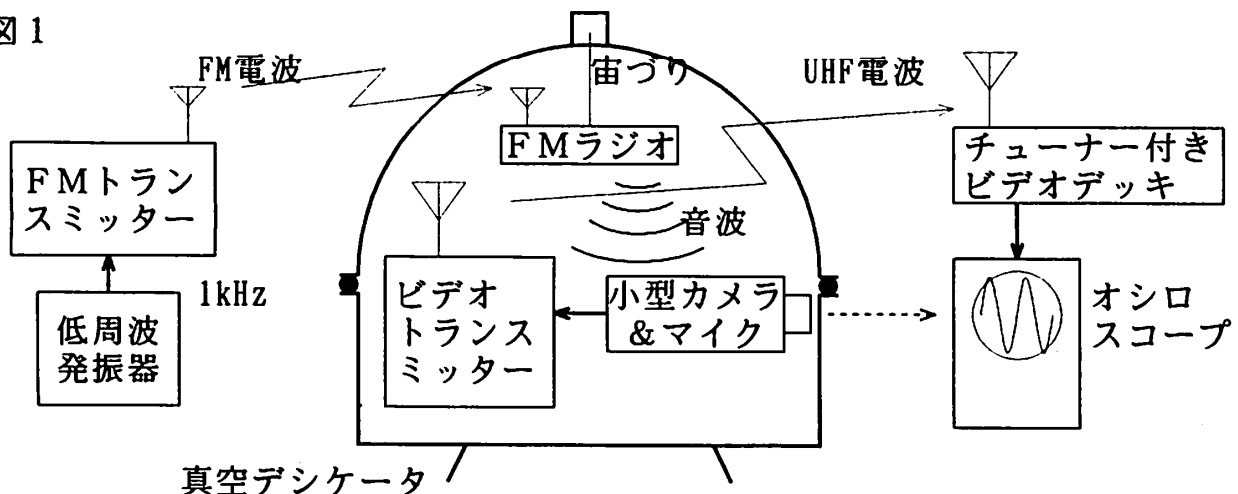 図1
FM電波
宙づり
UHF電波
FMラジオ
チューナー付き
ビデオデッキ
FMトラン
スミッター
音波
1kHz
低周波
発振器
ビデオ
トランス
ミッター
小型カメラ
&マイク
オシロ
スコープ
真空デシケータ